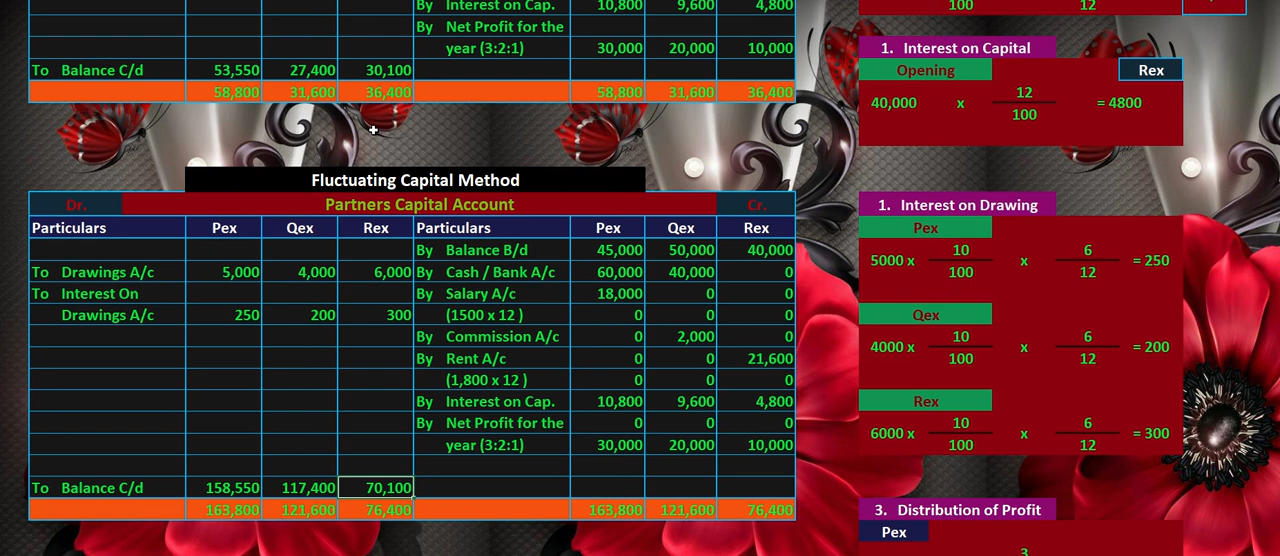 By Interest on Cap. 10,800 9,600 4,800
By Net Profit for the
year (3:2:1) 30,000 20,000 10,000
To Balance C/d 53,550 27,400 30,100
58,800 31,600 36,400 58,800 31,600 36,400
100 12
1. Interest on Capital
Opening Rex
40,000 x 12 = 4800
100
Fluctuating Capital Method
Dr. Partners Capital Account Cr.
Particulars Pex Qex Rex Particulars Pex Qex Rex
By Balance B/d 45,000 50,000 40,000
To Drawings A/c 5,000 4,000 6,000 By Cash / Bank A/c 60,000 40,000 0
To Interest On By Salary A/c 18,000 0 0
Drawings A/c 250 200 300 (1500 x 12 ) 0 0 0
By Commission A/c 0 2,000 0
By Rent A/c 0 0 21,600
(1,800 x 12 ) 0 0 0
By Interest on Cap. 10,800 9,600 4,800
By Net Profit for the 0 0 0
year (3:2:1) 30,000 20,000 10,000
To Balance C/d 158,550 117,400 70,100
163,800 121,600 76,400 163,800 121,600 76,400
1. Interest on Drawing
Pex
10 6
5000 x x = 250
100 12
Qex
10 6
4000 x x = 200
100 12
Rex
10 6
6000 x x = 300
100 12
3. Distribution of Profit
Pex
3